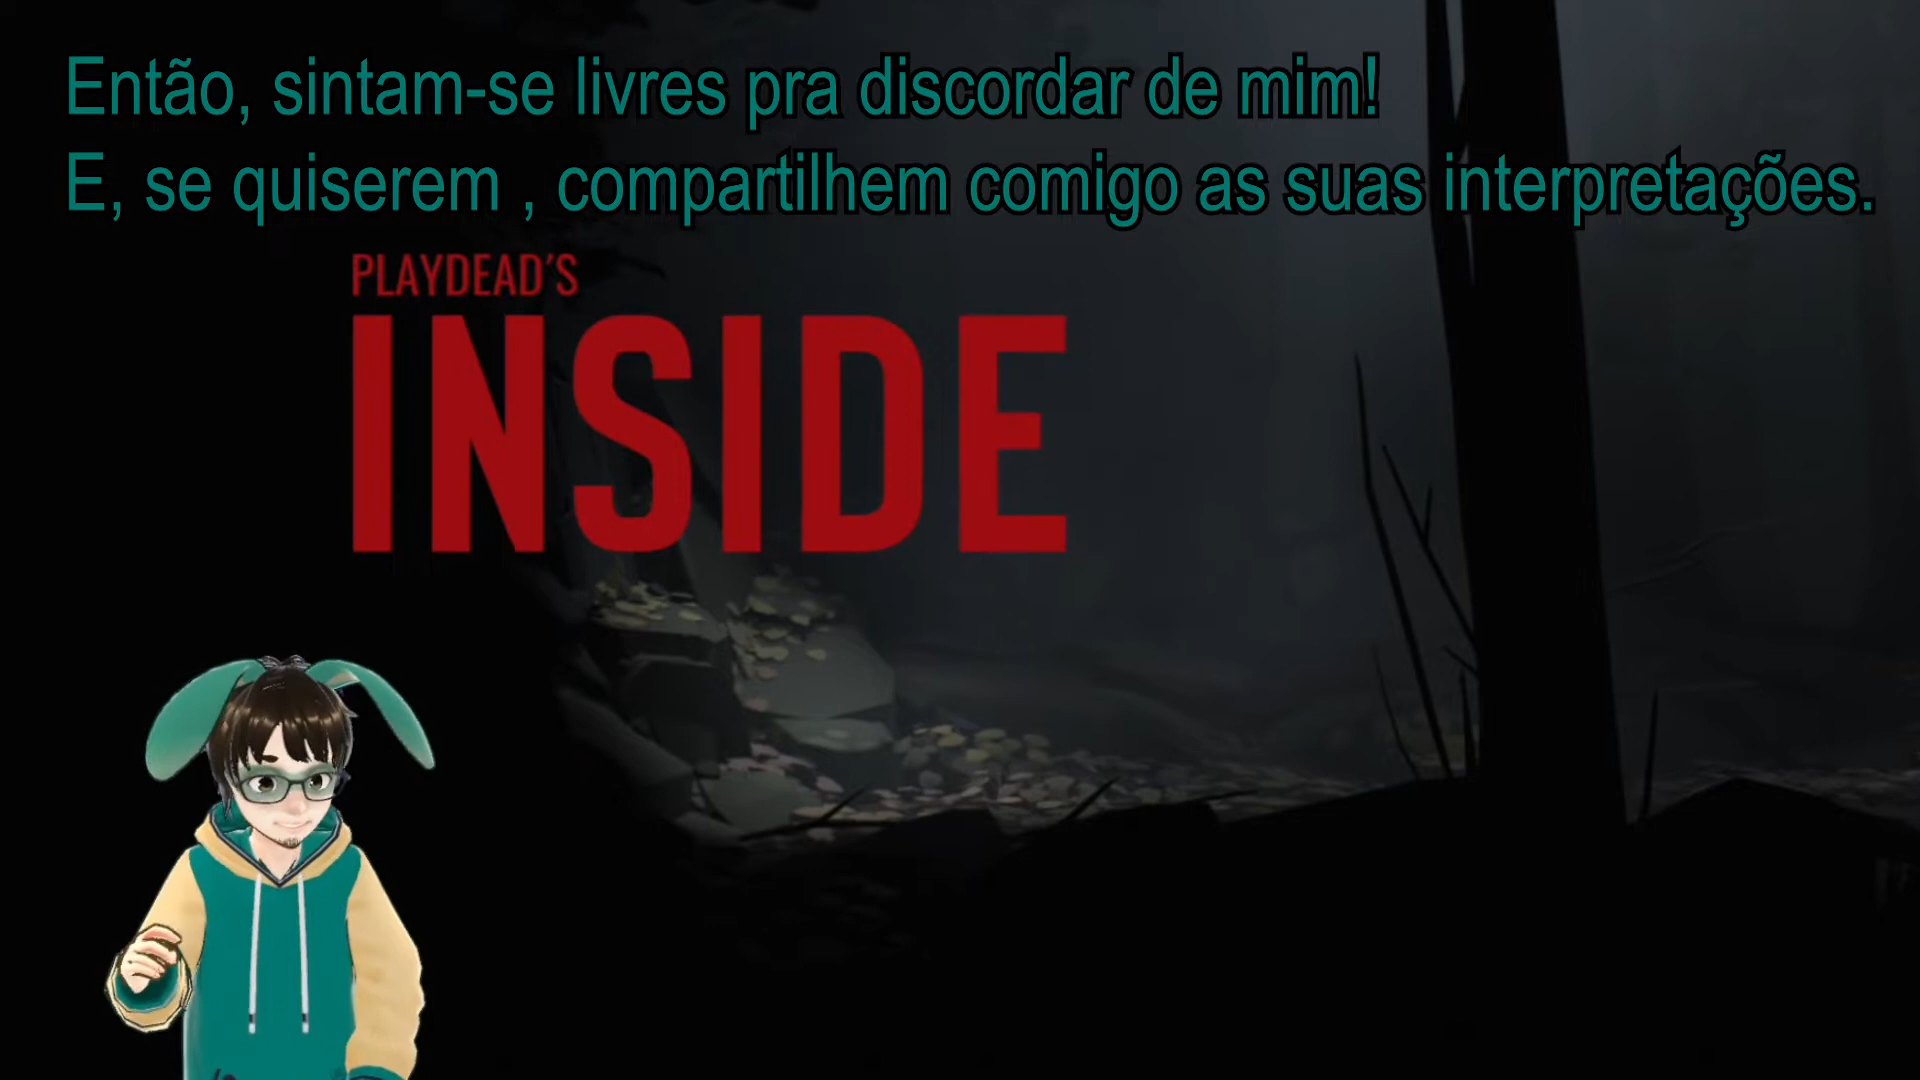 Então, sintam-se livres pra discordar de mim!
E, se quiserem , compartilhem comigo as suas interpretações.
PLAYDEAD'S
INSIDE